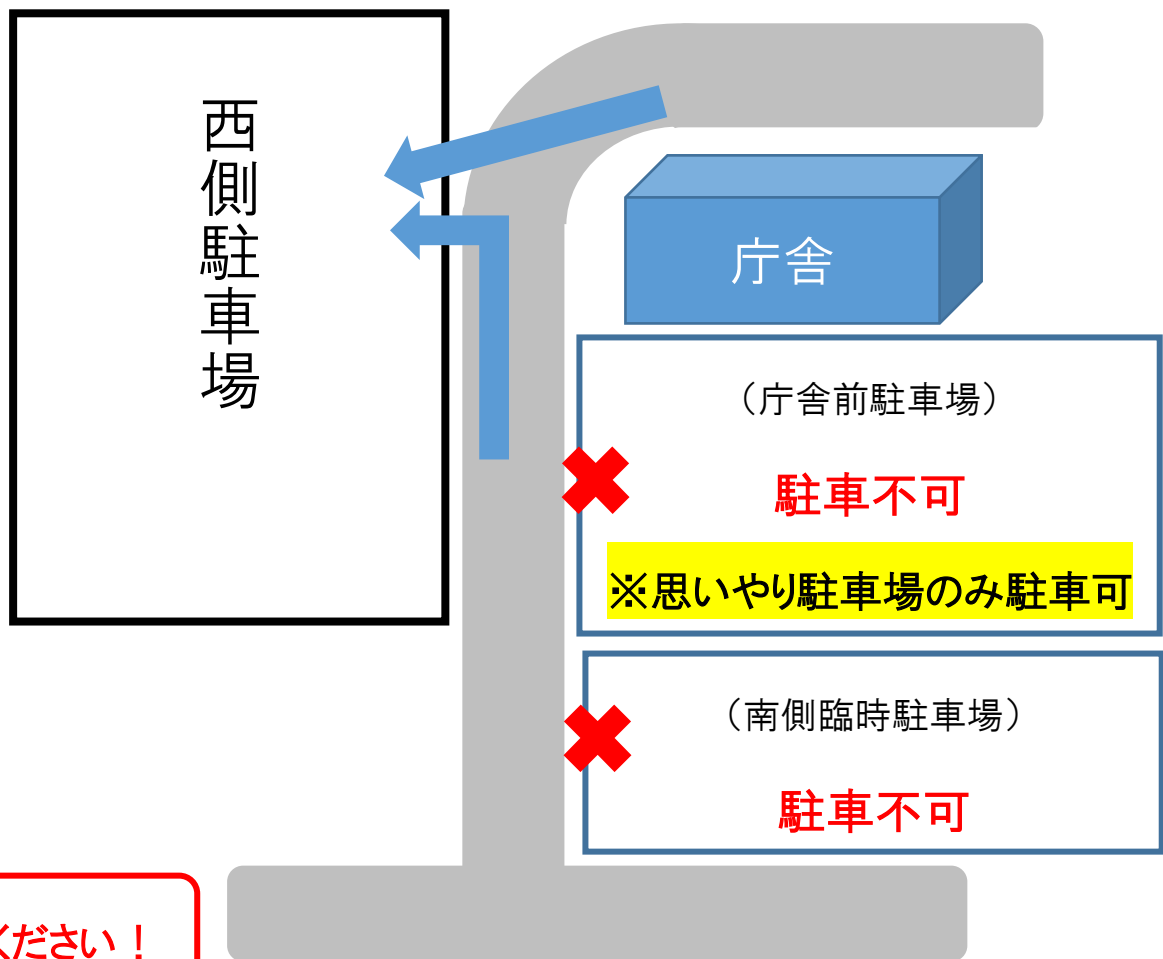 西側駐車場
庁舎
（庁舎前駐車場）
駐車不可
※思いやり駐車場のみ駐車可
（南側臨時駐車場）
駐車不可
ください！